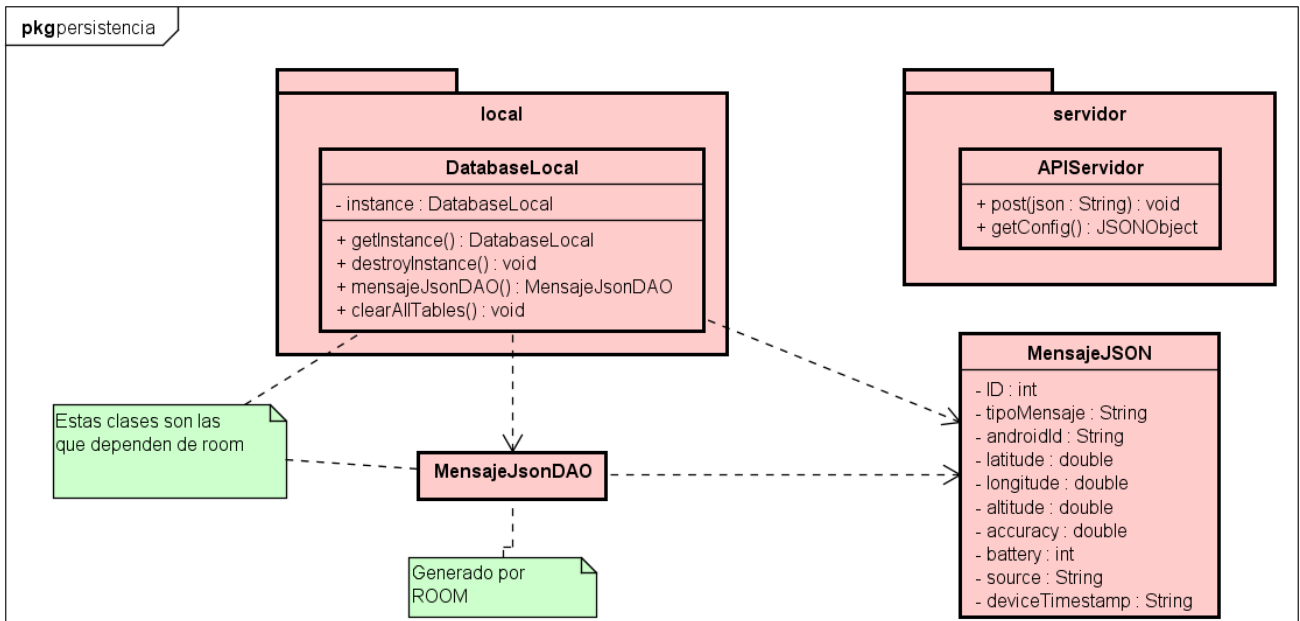 pkg persistencia
local
DatabaseLocal
- instance : DatabaseLocal
+ getInstance() : DatabaseLocal
+ destroyInstance() : void
+ mensajeJsonDAO() : MensajeJsonDAO
+ clearAllTables() : void
servidor
APIServidor
+ post(json : String) : void
+ getConfig() : JSONObject
Estas clases son las
que dependen de room
MensajeJsonDAO
Generado por
ROOM
MensajeJSON
- ID : int
- tipoMensaje : String
- androidId : String
- latitude : double
- longitude : double
- altitude : double
- accuracy : double
- battery : int
- source : String
- deviceTimestamp : String